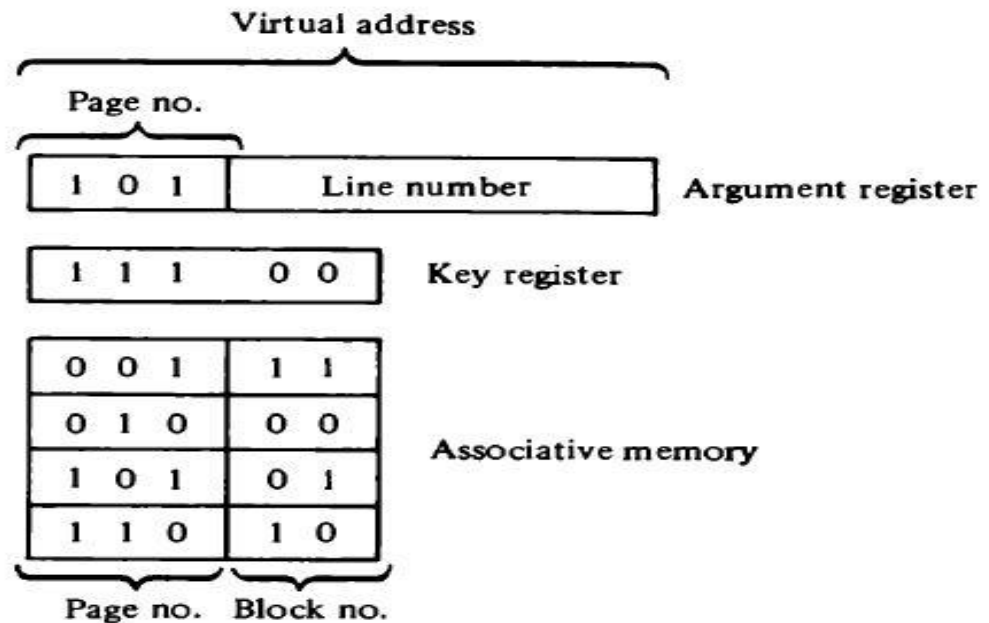 Virtual address
Page no.
1 0 1 Line number Argument register
1 1 1 0 0 Key register
0 0 1 1 1
0 1 0 0 0
Associative memory
1 0 1 0 1
1 1 0 1 0
Page no. Block no.